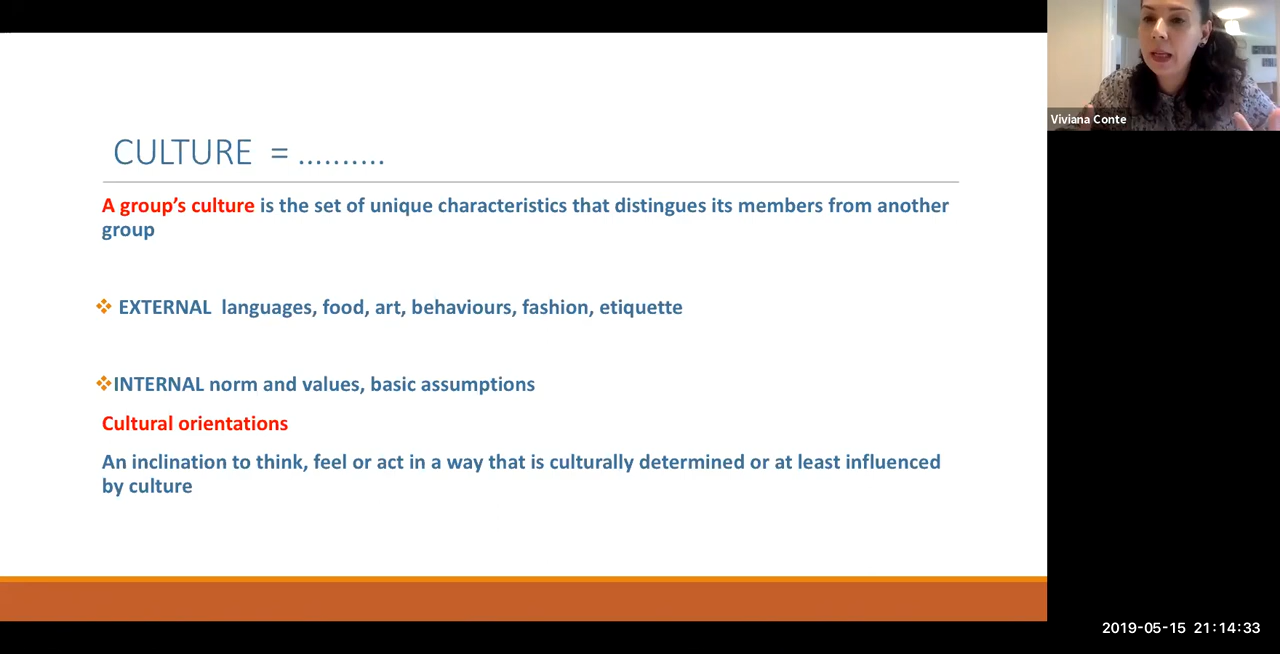 CULTURE = ..........
A group’s culture is the set of unique characteristics that distingues its members from another
group
EXTERNAL languages, food, art, behaviours, fashion, etiquette
INTERNAL norm and values, basic assumptions
Cultural orientations
An inclination to think, feel or act in a way that is culturally determined or at least influenced
by culture
Viviana Conte
2019-05-15 21:14:33